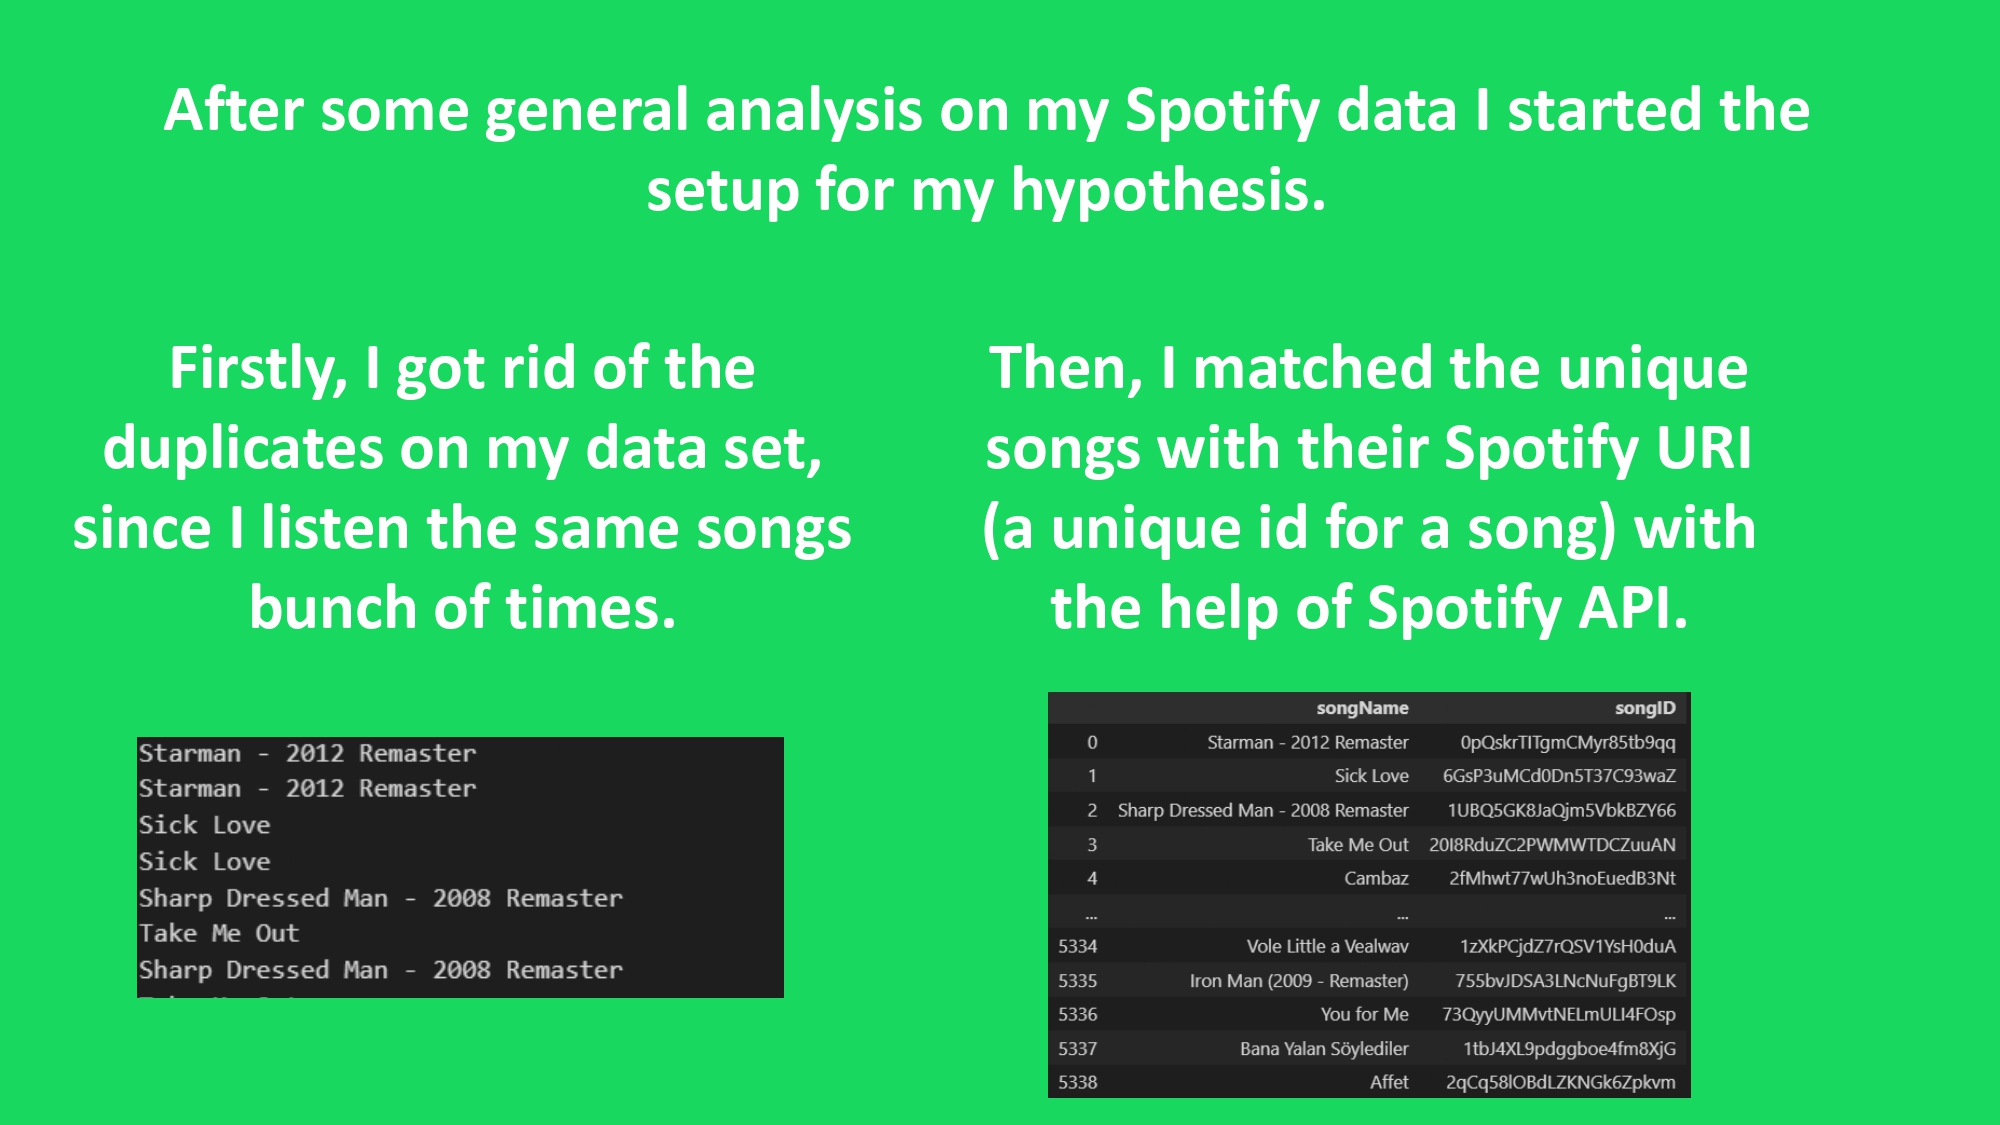 After some general analysis on my Spotify data I started the
setup for my hypothesis.
Firstly, I got rid of the
duplicates on my data set,
since I listen the same songs
bunch of times.
Then, I matched the unique
songs with their Spotify URI
(a unique id for a song) with
the help of Spotify API.
Starman - 2012 Remaster
Starman - 2012 Remaster
Sick Love
Sick Love
Sharp Dressed Man - 2008 Remaster
Take Me Out
Sharp Dressed Man - 2008 Remaster
songName songID
0 Starman - 2012 Remaster 0pQskrTITgmCMyr85tb9qq
1 Sick Love 6GsP3uMCd0Dn5T37C93waZ
2 Sharp Dressed Man - 2008 Remaster 1UBQ5GK8JaQjm5VbkBZY66
3 Take Me Out 20I8RduZC2PWMWTDCZuuAN
4 Cambaz 2fMhwt77wUh3noEuedB3Nt
... ... ...
5334 Vole Little a Vealwav 1zXkPCjdZ7rQSV1YsH0duA
5335 Iron Man (2009 - Remaster) 755bvJDSA3LNcNuFgBT9LK
5336 You for Me 73QyyUMMvtNELmULI4FOsp
5337 Bana Yalan Söylediler 1tbJ4XL9pdggboe4fm8XjG
5338 Affet 2qCq58lOBdLZKNGk6Zpkvm